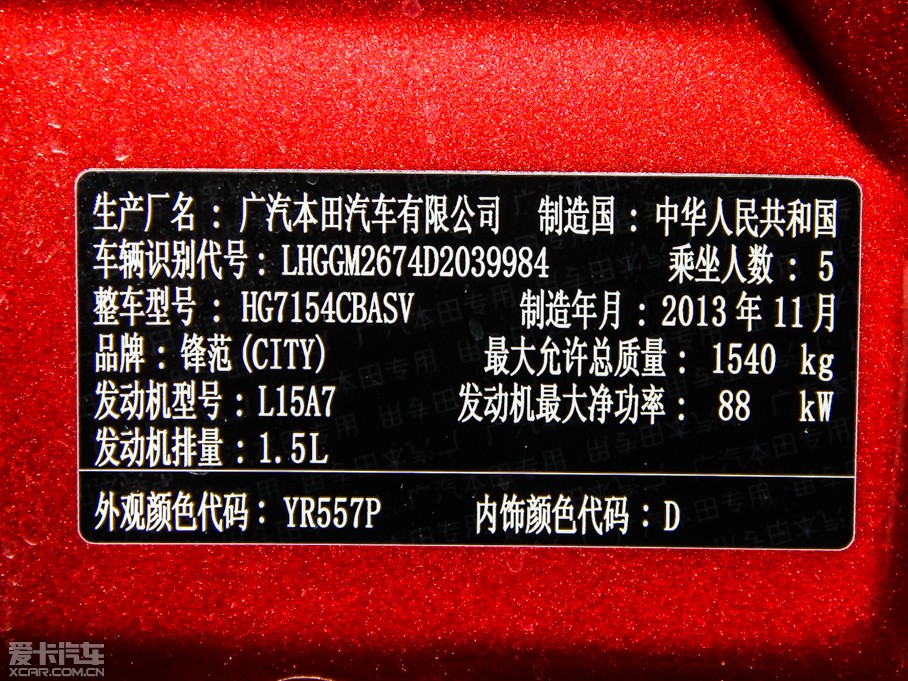 生产厂名：广汽本田汽车有限公司 制造国：中华人民共和国
车辆识别代号：LHGGM2674D2039984 乘坐人数：5
整车型号：HG7154CBASV 制造年月：2013年11月
品牌：锋范(CITY) 最大允许总质量：1540 kg
发动机型号：L15A7 发动机最大净功率：88 kW
发动机排量：1.5L
外观颜色代码：YR557P 内饰颜色代码：D
爱卡汽车
XCAR.COM.CN